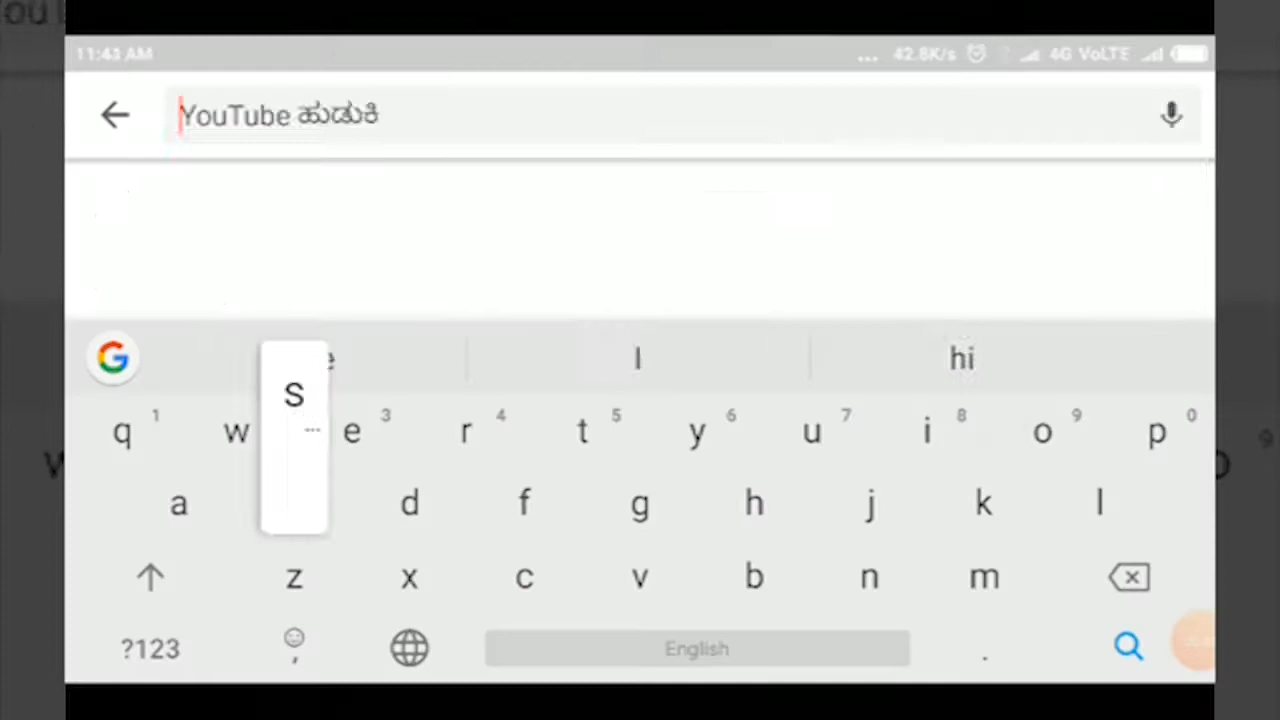 11:43 AM
... 42.8K/s 4G VoLTE
YouTube ಹುಡುಕಿ
I hi
S
q 1 w e 3 r 4 t 5 y 6 u 7 i 8 o 9 p 0
a d f g h j k l
z x c v b n m
?123 , English .